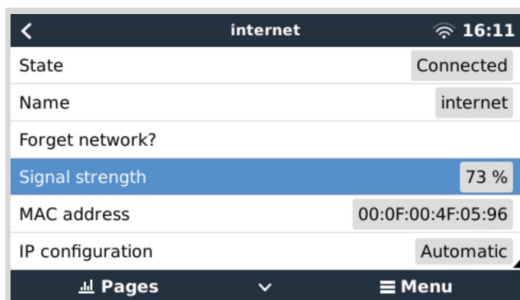 internet 16:11
State Connected
Name internet
Forget network?
Signal strength 73 %
MAC address 00:0F:00:4F:05:96
IP configuration Automatic
Pages Menu